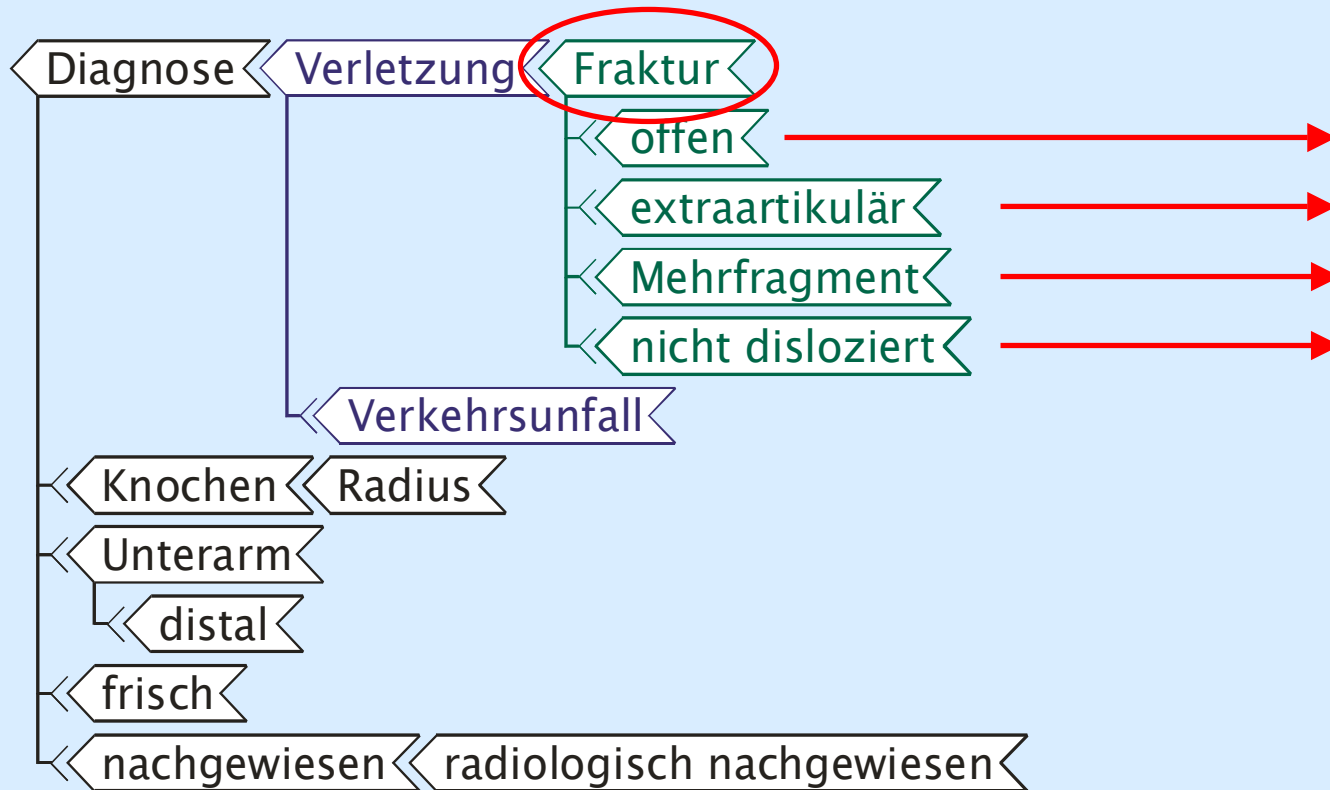 Diagnose Verletzung Fraktur
offen
extraartikulär
Mehrfragment
nicht disloziert
Verkehrsunfall
Knochen Radius
Unterarm
distal
frisch
nachgewiesen radiologisch nachgewiesen